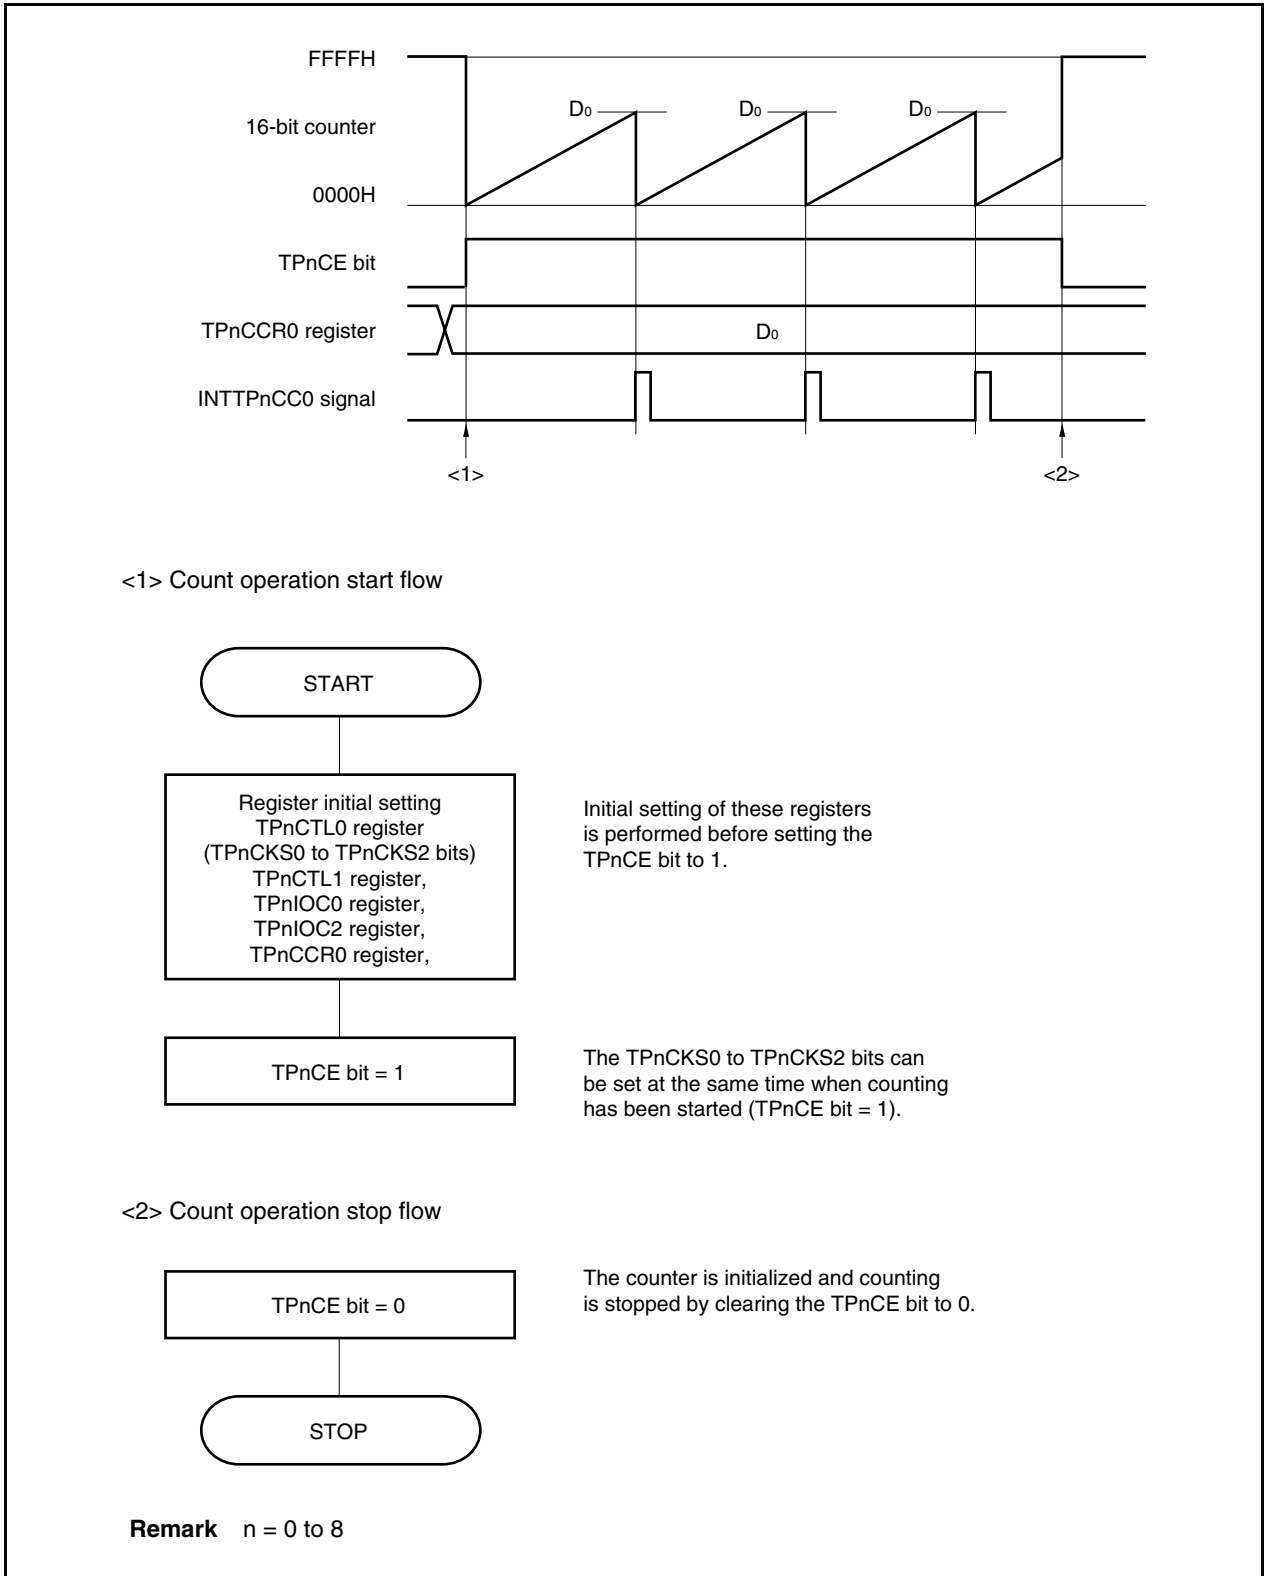 FFFFH
D0 D0 D0
16-bit counter
0000H
TPnCE bit
TPnCCR0 register D0
INTTPnCC0 signal
<1> <2>
<1> Count operation start flow
START
Register initial setting
TPnCTL0 register
(TPnCKS0 to TPnCKS2 bits)
TPnCTL1 register,
TPnIOC0 register,
TPnIOC2 register,
TPnCCR0 register,
Initial setting of these registers
is performed before setting the
TPnCE bit to 1.
TPnCE bit = 1
The TPnCKS0 to TPnCKS2 bits can
be set at the same time when counting
has been started (TPnCE bit = 1).
<2> Count operation stop flow
TPnCE bit = 0
The counter is initialized and counting
is stopped by clearing the TPnCE bit to 0.
STOP
Remark n = 0 to 8